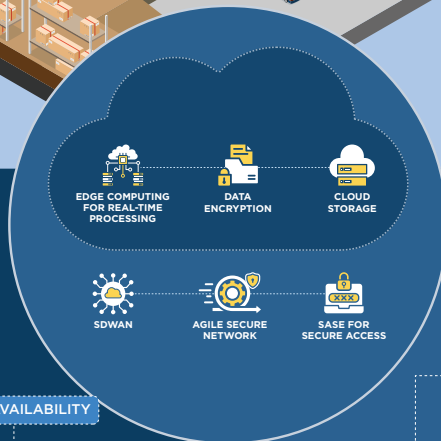 EDGE COMPUTING
FOR REAL-TIME
PROCESSING
DATA
ENCRYPTION
CLOUD
STORAGE
XXX
SDWAN
AGILE SECURE
NETWORK
SASE FOR
SECURE ACCESS
VAILABILITY